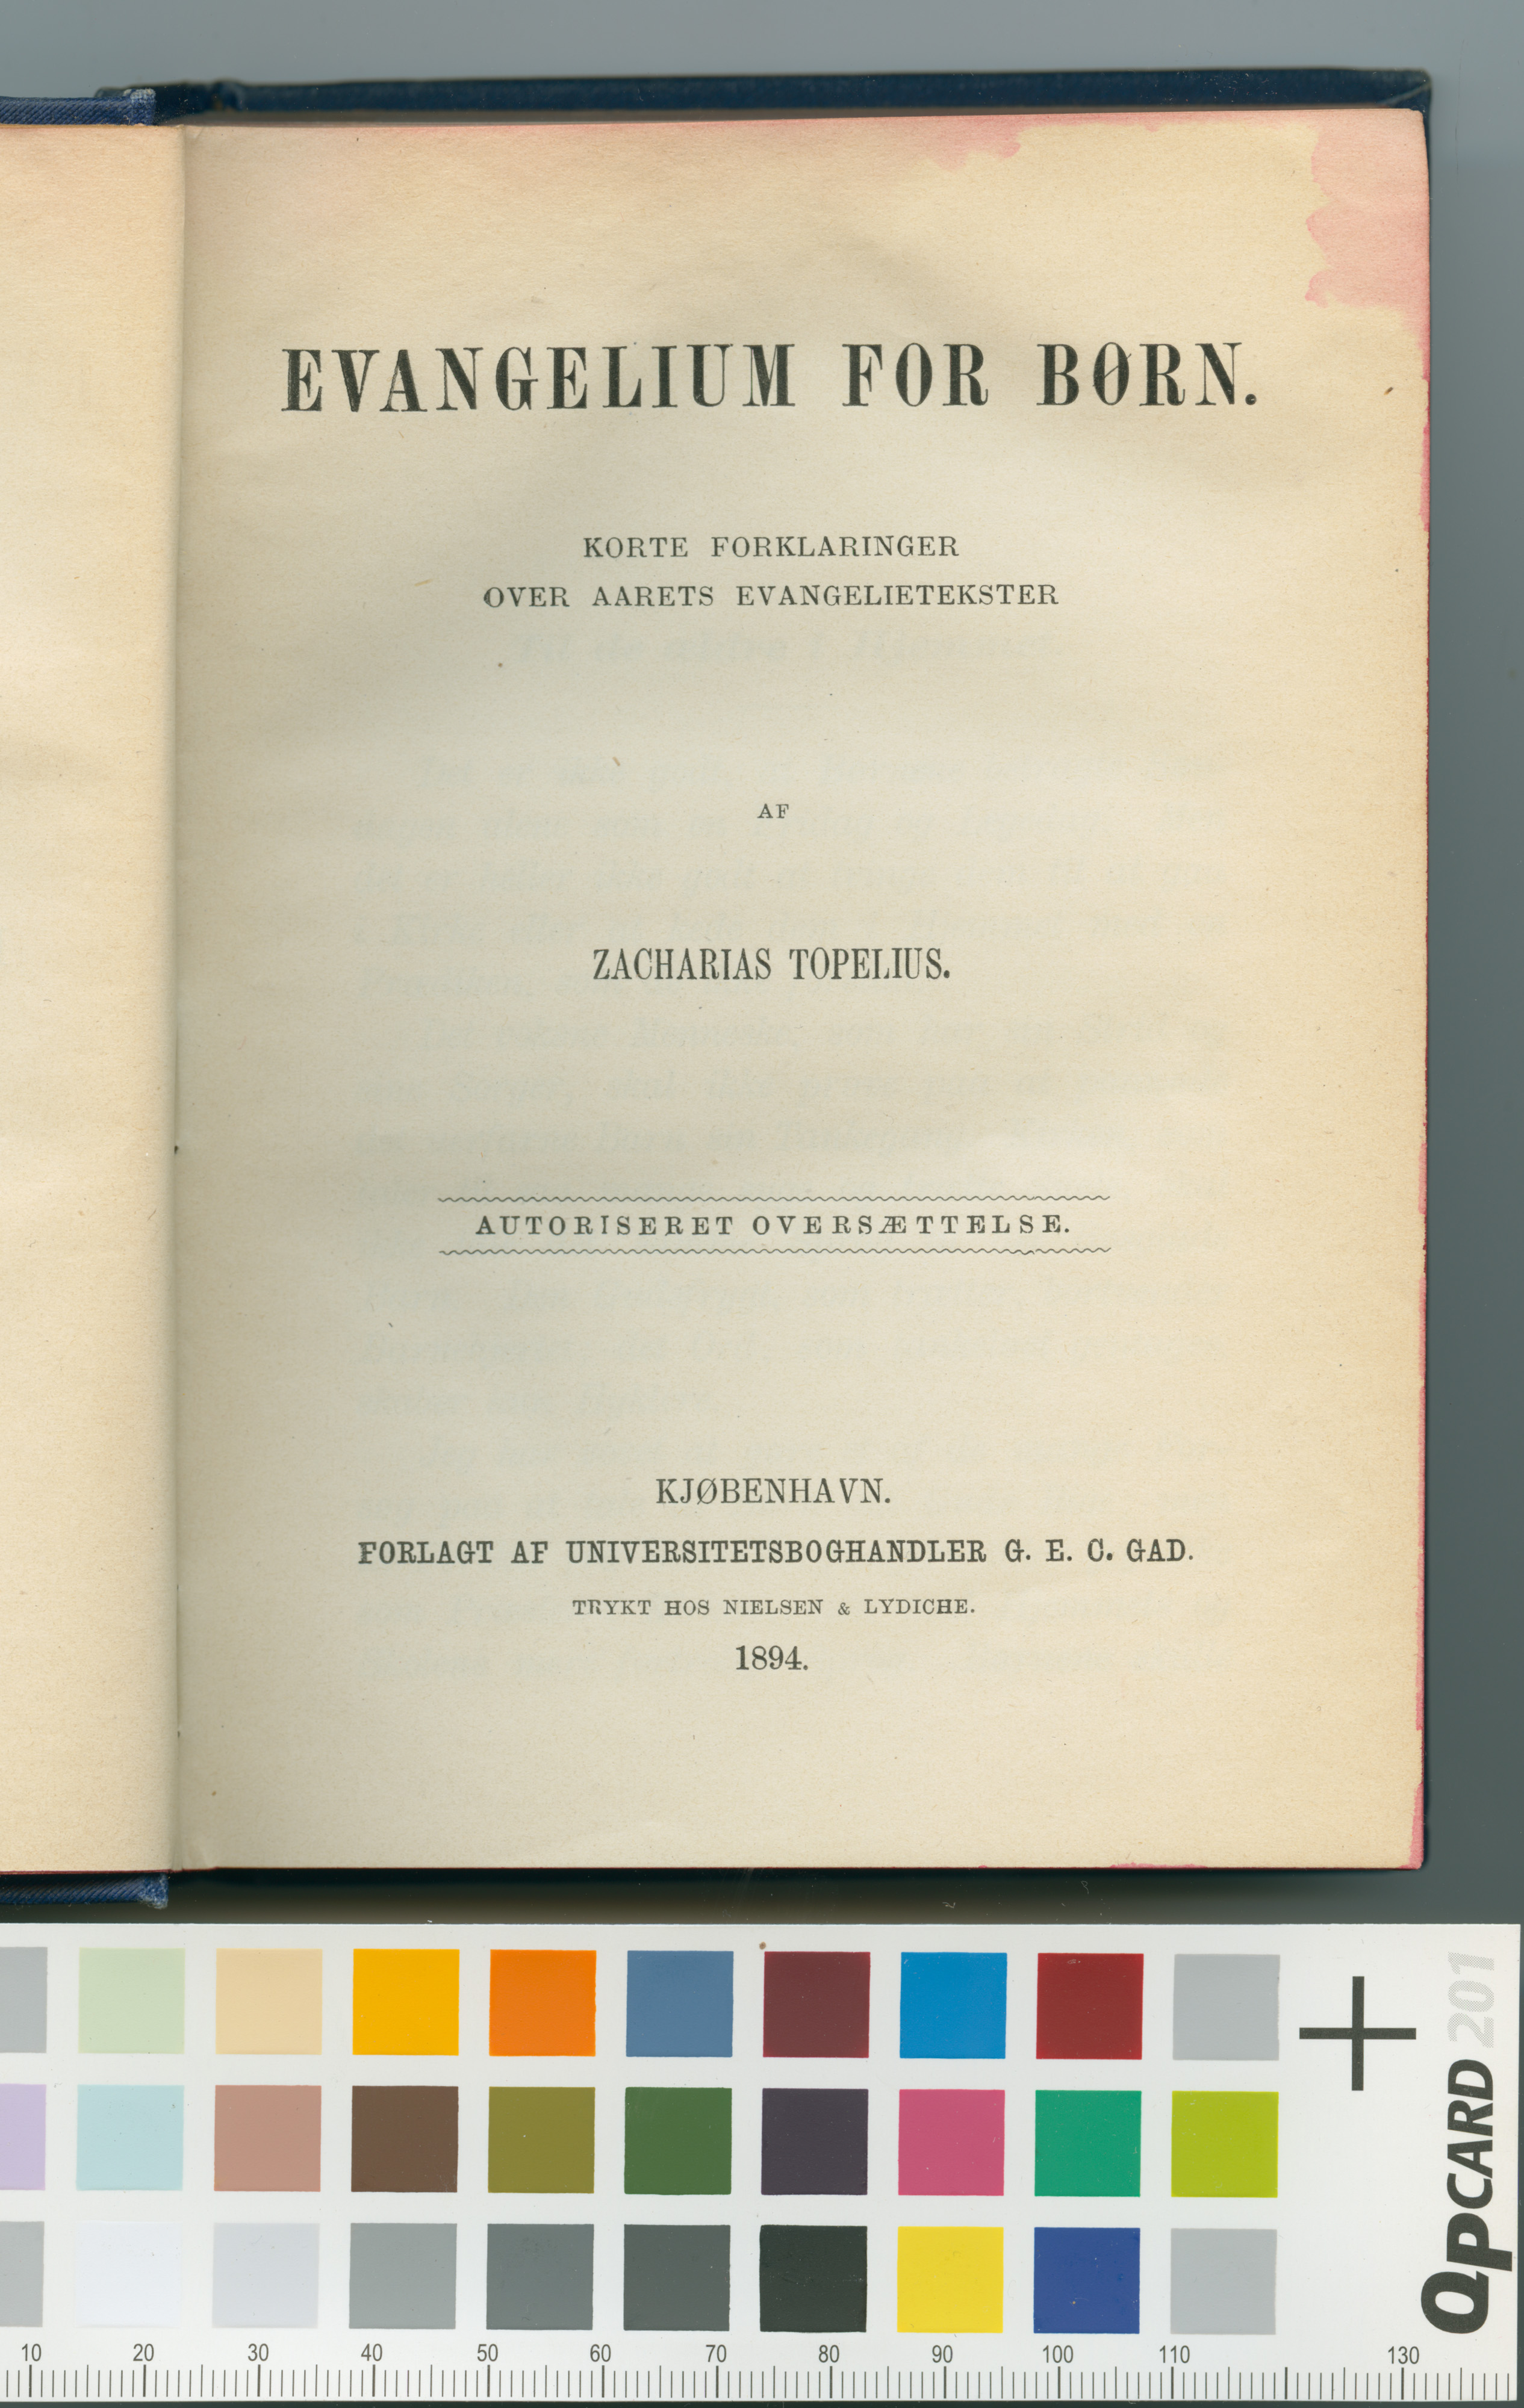 EVANGELIUM FOR BØRN.
KORTE FORKLARINGER
OVER AARETS EVANGELIETEKSTER
AF
ZACHARIAS TOPELIUS.
AUTORISERET OVERSÆTTELSE.
KJØBENHAVN.
FORLAGT AF UNIVERSITETSBOGHANDLER G. E. C. GAD.
TRYKT HOS NIELSEN & LYDICHE.
1894.
QPCARD 201
10 20 30 40 50 60 70 80 90 100 110 130